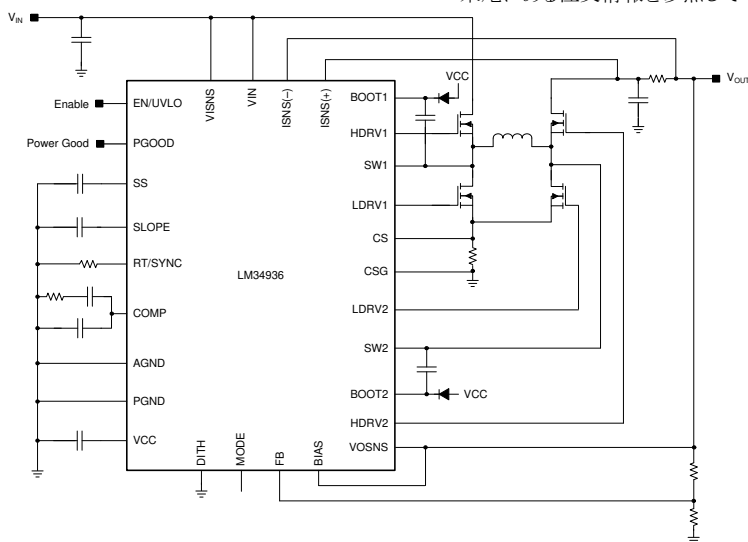 V_IN
VISNS
VIN
ISNS(–)
ISNS(+)
V_OUT
Enable
EN/UVLO
Power Good
PGOOD
SS
SLOPE
RT/SYNC
COMP
AGND
PGND
VCC
LM34936
BOOT1
VCC
HDRV1
SW1
LDRV1
CS
CSG
LDRV2
SW2
BOOT2
VCC
HDRV2
VOSNS
DITH
MODE
FB
BIAS